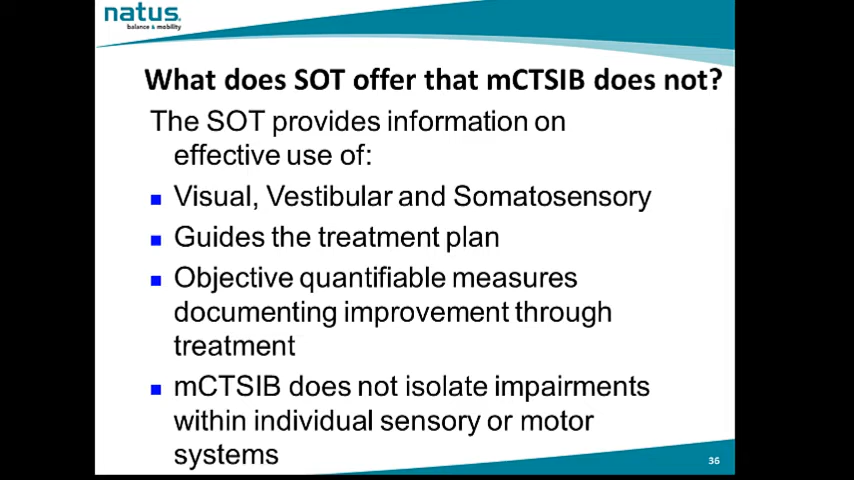 natus.
balance & mobility
What does SOT offer that mCTSIB does not?
The SOT provides information on
effective use of:
Visual, Vestibular and Somatosensory
Guides the treatment plan
Objective quantifiable measures
documenting improvement through
treatment
mCTSIB does not isolate impairments
within individual sensory or motor
systems
36